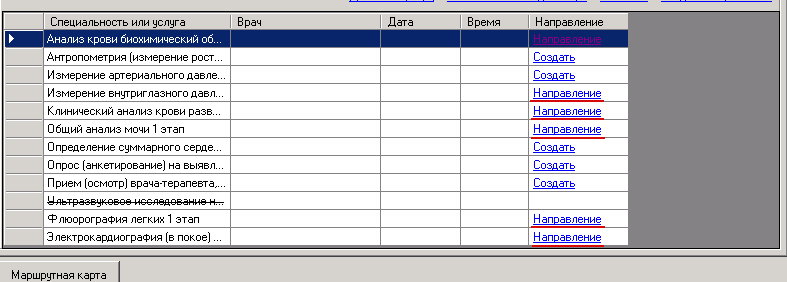 Специальность или услуга Врач Дата Время Направление
Анализ крови биохимический об... Направление
Антропометрия (измерение рост... Создать
Измерение артериального давле... Создать
Измерение внутриглазного давл... Направление
Клинический анализ крови разв... Направление
Общий анализ мочи 1 этап Направление
Определение суммарного серде... Создать
Опрос (анкетирование) на выявл... Создать
Прием (осмотр) врача-терапевта,... Создать
Ультразвуковое исследование н...
Флюорография легких 1 этап Направление
Электрокардиография (в покое) ... Направление
Маршрутная карта